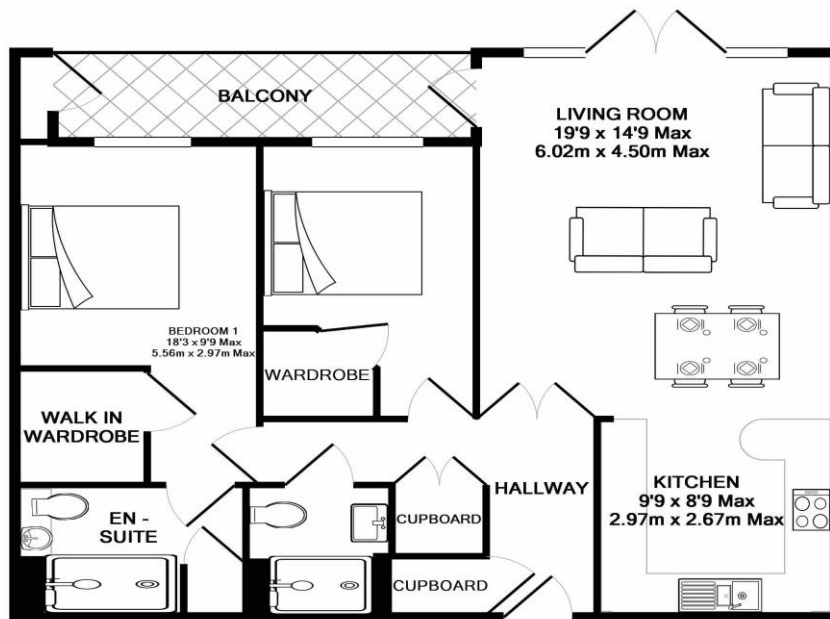 BALCONY
LIVING ROOM
19'9 x 14'9 Max
6.02m x 4.50m Max
BEDROOM 1
18'3 x 9'9 Max
5.56m x 2.97m Max
WARDROBE
WALK IN
WARDROBE
EN -
SUITE
CUPBOARD
CUPBOARD
HALLWAY
KITCHEN
9'9 x 8'9 Max
2.97m x 2.67m Max